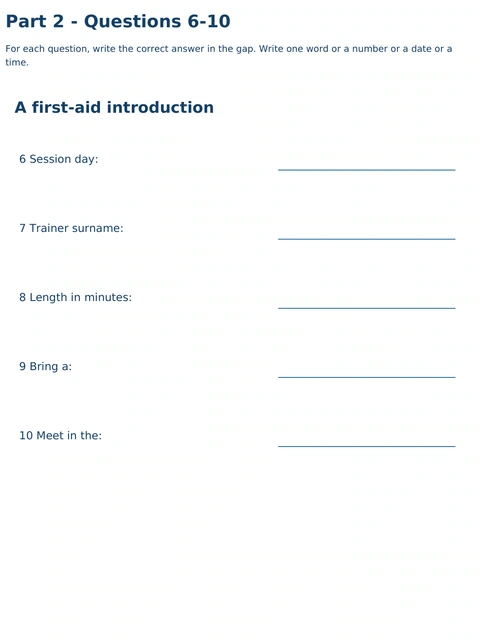 Part 2 - Questions 6-10
For each question, write the correct answer in the gap. Write one word or a number or a date or a
time.
A first-aid introduction
6 Session day:
7 Trainer surname:
8 Length in minutes:
9 Bring a:
10 Meet in the: